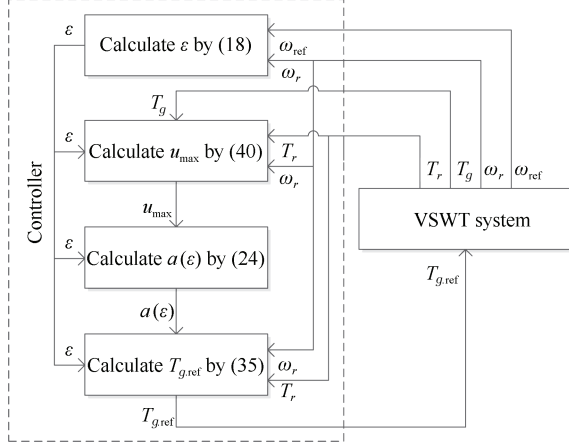 ε
Calculate ε by (18)
ω_ref
ω_r
T_g
ε
Calculate u_max by (40)
T_r
ω_r
T_r
T_g
ω_r
ω_ref
Controller
VSWT system
u_max
ε
Calculate a(ε) by (24)
T_g.ref
a(ε)
ε
Calculate T_g.ref by (35)
ω_r
T_r
T_g.ref